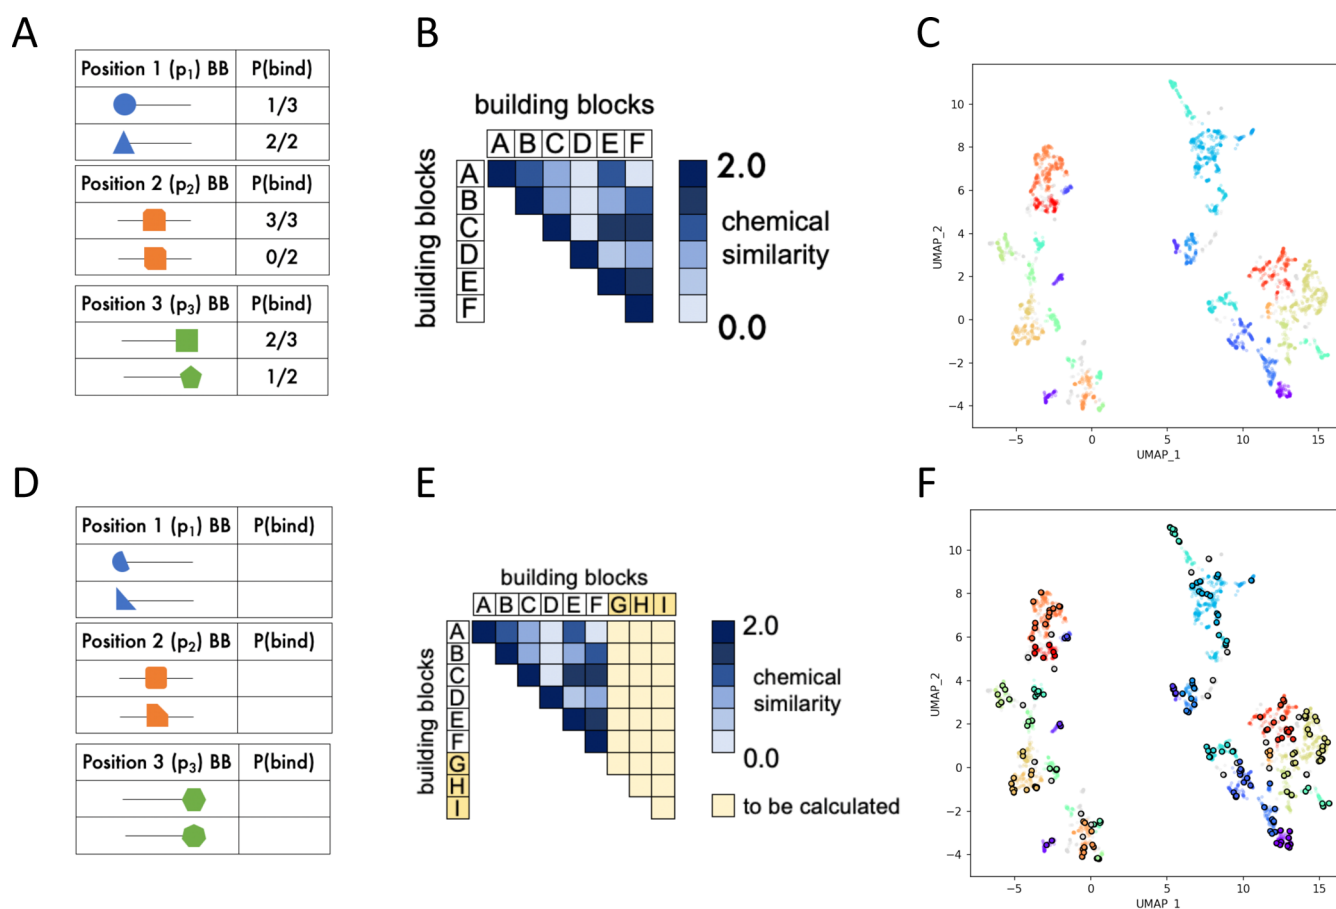 A
Position 1 (p₁) BB P(bind)
1/3
2/2
Position 2 (p₂) BB P(bind)
3/3
0/2
Position 3 (p₃) BB P(bind)
2/3
1/2
B
building blocks
A B C D E F
building blocks
A
B
C
D
E
F
2.0
chemical
similarity
0.0
C
10
8
6
4
2
0
−2
−4
UMAP_2
−5 0 5 10 15
UMAP_1
D
Position 1 (p₁) BB P(bind)
Position 2 (p₂) BB P(bind)
Position 3 (p₃) BB P(bind)
E
building blocks
A B C D E F G H I
building blocks
A
B
C
D
E
F
G
H
I
2.0
chemical
similarity
0.0
to be calculated
F
10
8
6
4
2
0
−2
−4
UMAP_2
−5 0 5 10 15
UMAP_1